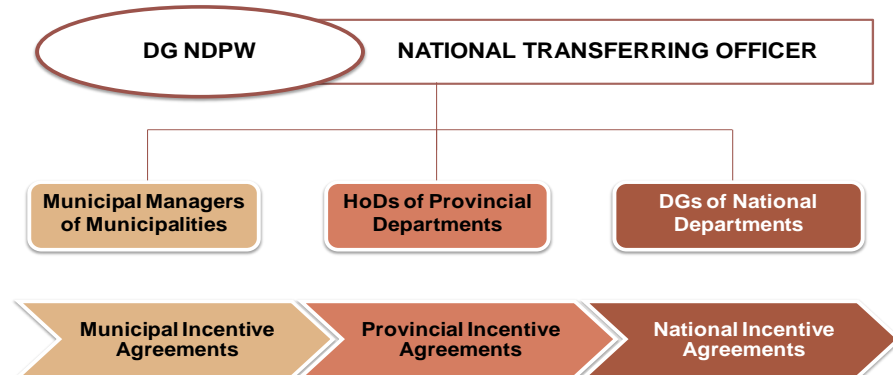 DG NDPW
NATIONAL TRANSFERRING OFFICER
Municipal Managers
of Municipalities
HoDs of Provincial
Departments
DGs of National
Departments
Municipal Incentive
Agreements
Provincial Incentive
Agreements
National Incentive
Agreements